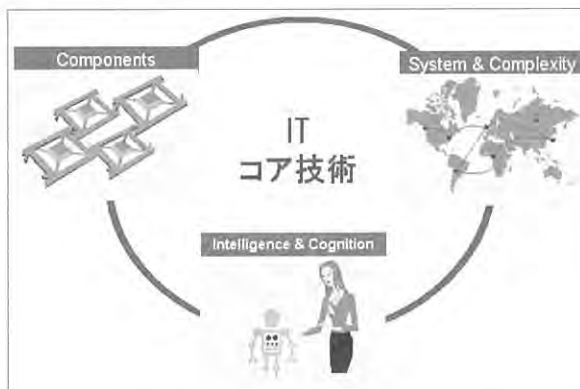 Components
System & Complexity
IT
コア技術
Intelligence & Cognition